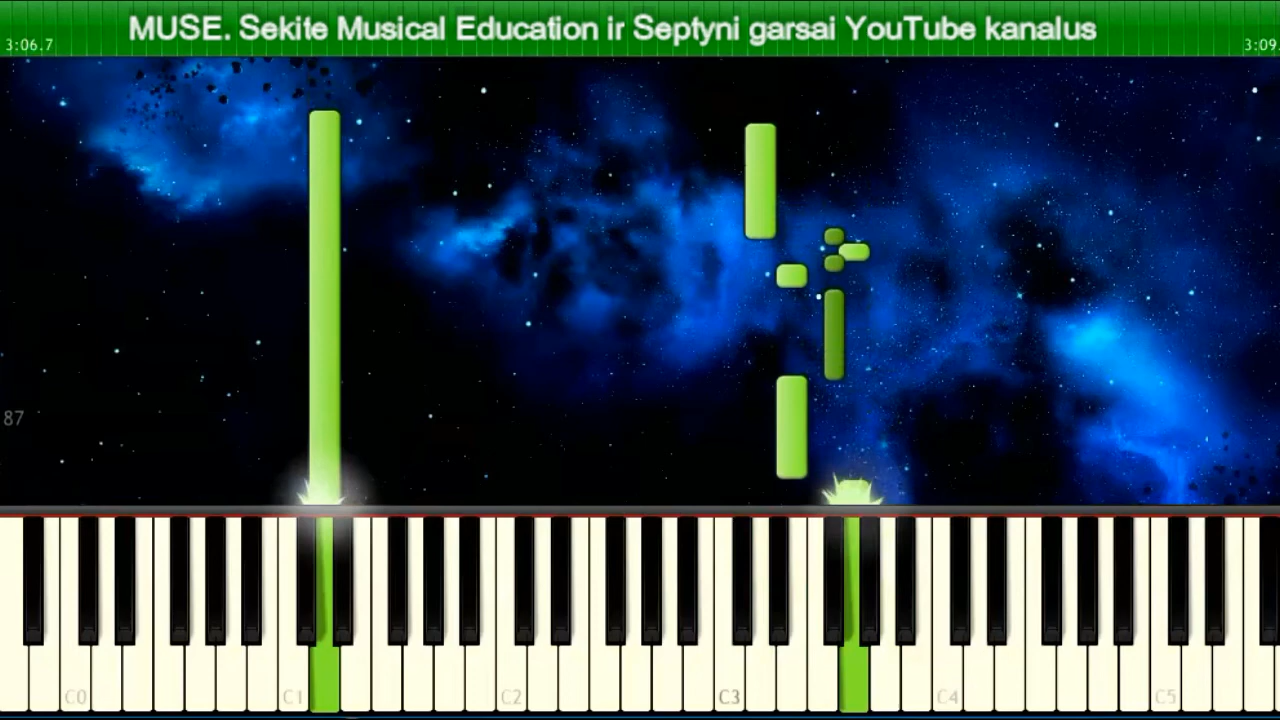 MUSE. Sekite Musical Education ir Septyni garsai YouTube kanalus
3:06.7
3:09.
87
C0 C1 C2 C3 C4 C5